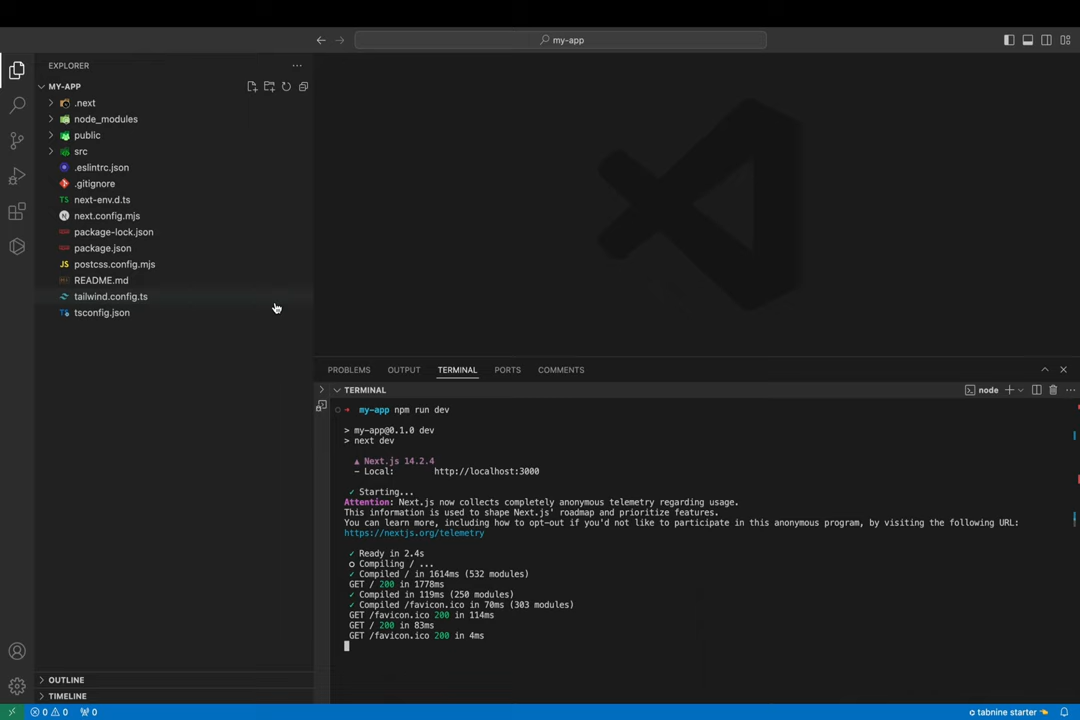 my-app
EXPLORER
MY-APP
.next
node_modules
public
src
.eslintrc.json
.gitignore
TS next-env.d.ts
N next.config.mjs
package-lock.json
package.json
JS postcss.config.mjs
README.md
tailwind.config.ts
TS tsconfig.json
OUTLINE
TIMELINE
PROBLEMS OUTPUT TERMINAL PORTS COMMENTS
TERMINAL
node
my-app npm run dev
> my-app@0.1.0 dev
> next dev
▲ Next.js 14.2.4
- Local: http://localhost:3000
✓ Starting...
Attention: Next.js now collects completely anonymous telemetry regarding usage.
This information is used to shape Next.js' roadmap and prioritize features.
You can learn more, including how to opt-out if you'd not like to participate in this anonymous program, by visiting the following URL:
https://nextjs.org/telemetry
✓ Ready in 2.4s
○ Compiling / ...
✓ Compiled / in 1614ms (532 modules)
GET / 200 in 1778ms
✓ Compiled in 119ms (250 modules)
✓ Compiled /favicon.ico in 70ms (303 modules)
GET /favicon.ico 200 in 114ms
GET / 200 in 83ms
GET /favicon.ico 200 in 4ms
0 0 0
tabnine starter